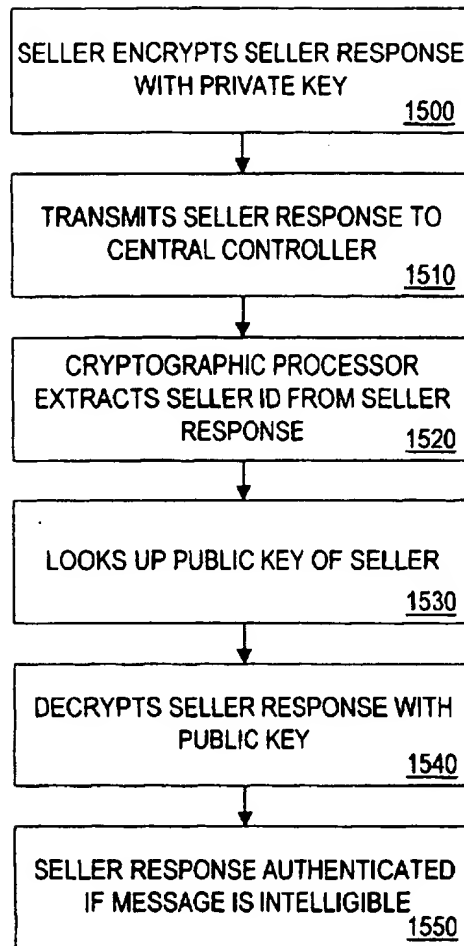 SELLER ENCRYPTS SELLER RESPONSE
WITH PRIVATE KEY
1500
TRANSMITS SELLER RESPONSE TO
CENTRAL CONTROLLER
1510
CRYPTOGRAPHIC PROCESSOR
EXTRACTS SELLER ID FROM SELLER
RESPONSE
1520
LOOKS UP PUBLIC KEY OF SELLER
1530
DECRYPTS SELLER RESPONSE WITH
PUBLIC KEY
1540
SELLER RESPONSE AUTHENTICATED
IF MESSAGE IS INTELLIGIBLE
1550